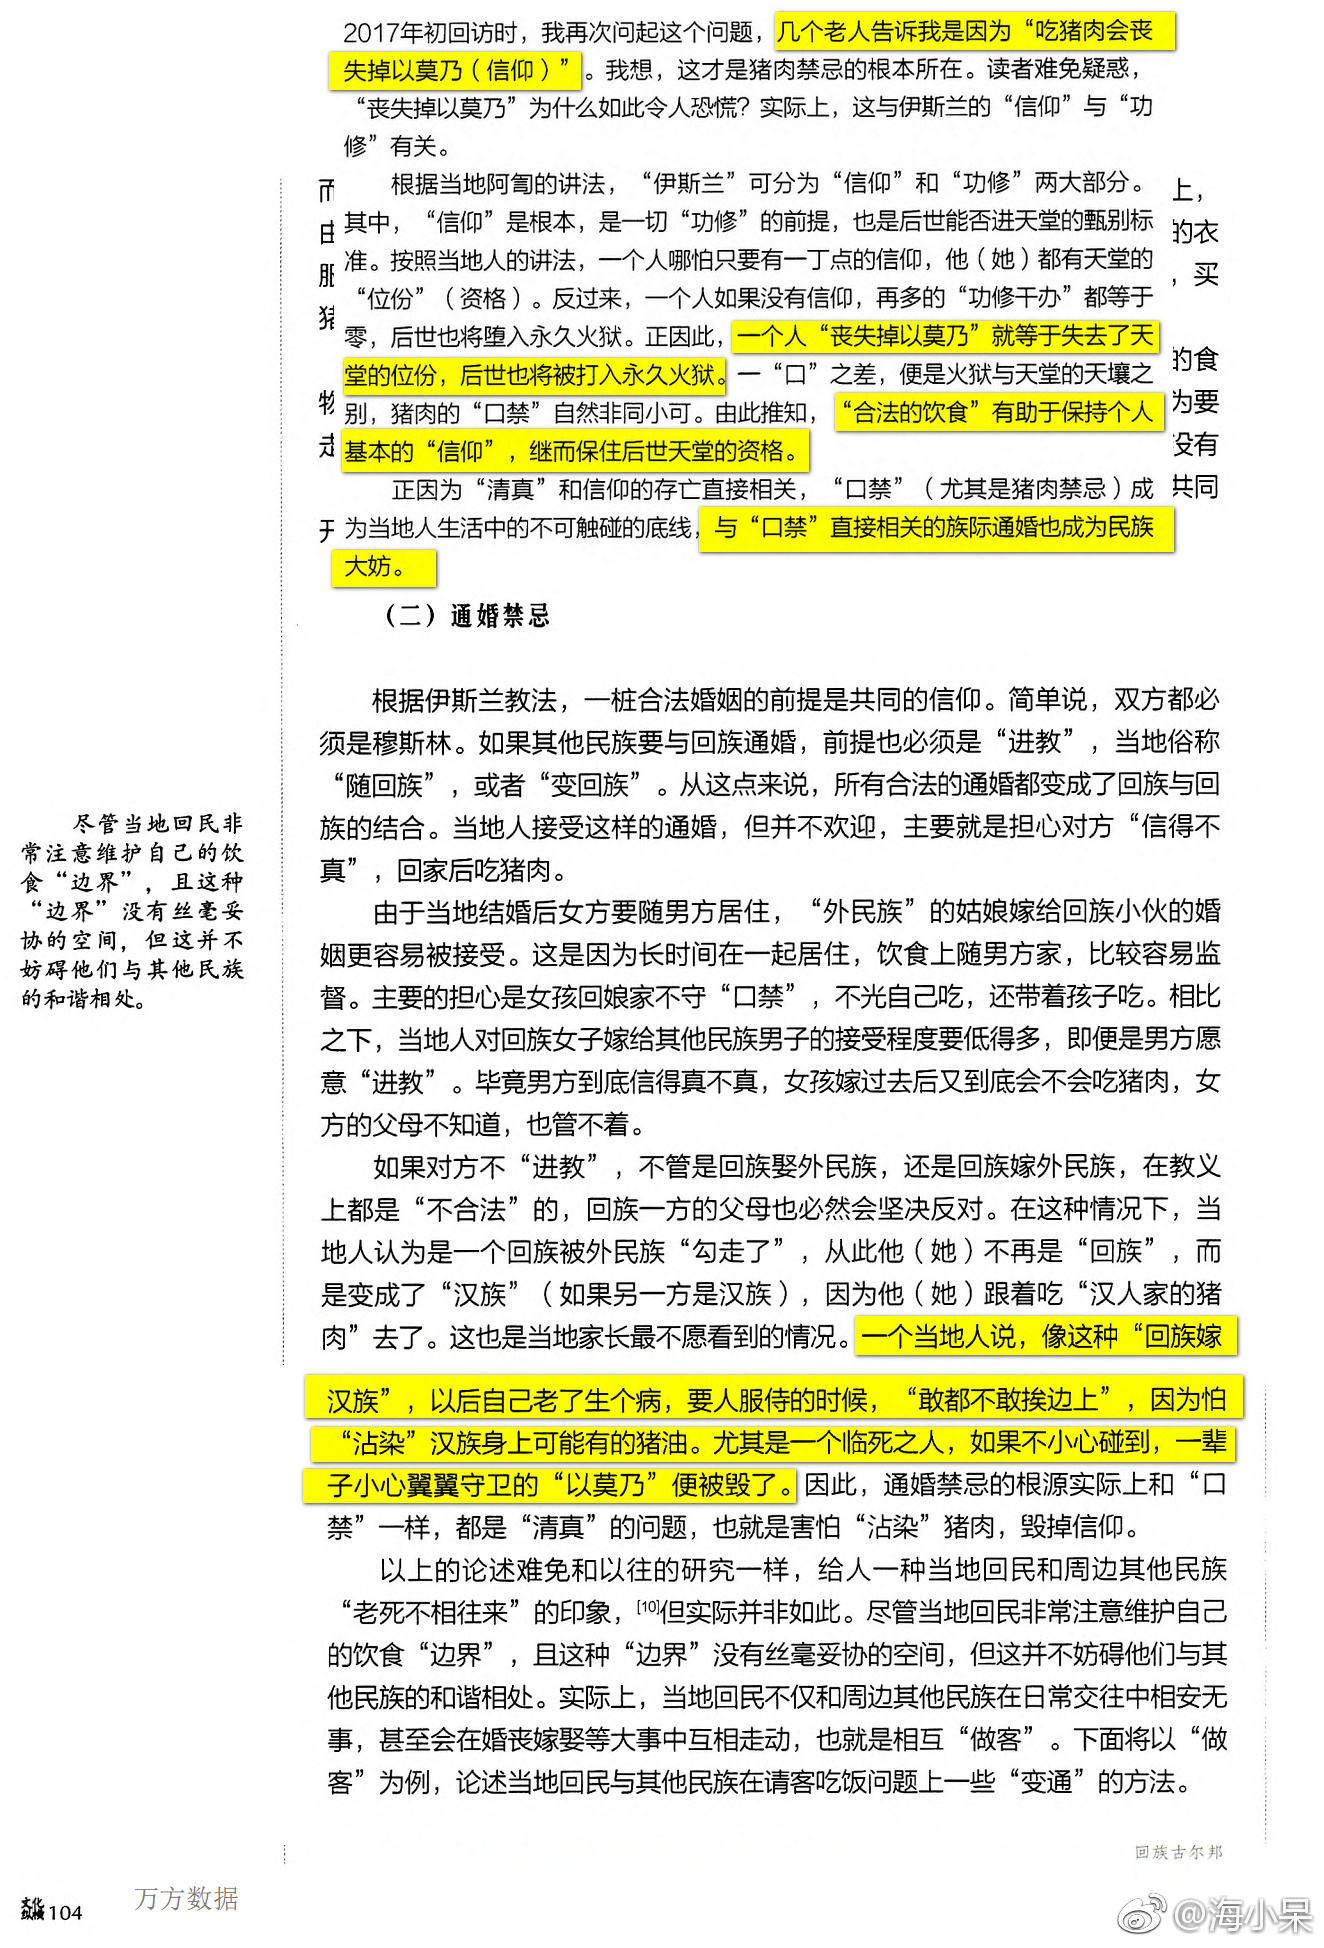 2017年初回访时，我再次问起这个问题，几个老人告诉我是因为“吃猪肉会丧
失掉以莫乃（信仰）”。我想，这才是猪肉禁忌的根本所在。读者难免疑惑，
“丧失掉以莫乃”为什么如此令人恐慌？实际上，这与伊斯兰的“信仰”与“功
修”有关。
根据当地阿訇的讲法，“伊斯兰”可分为“信仰”和“功修”两大部分。
其中，“信仰”是根本，是一切“功修”的前提，也是后世能否进天堂的甄别标
准。按照当地人的讲法，一个人哪怕只要有一丁点的信仰，他（她）都有天堂的
“位份”（资格）。反过来，一个人如果没有信仰，再多的“功修干办”都等于
零，后世也将堕入永久火狱。正因此，一个人“丧失掉以莫乃”就等于失去了天
堂的位份，后世也将被打入永久火狱。一“口”之差，便是火狱与天堂的天壤之
别，猪肉的“口禁”自然非同小可。由此推知，“合法的饮食”有助于保持个人
基本的“信仰”，继而保住后世天堂的资格。
正因为“清真”和信仰的存亡直接相关，“口禁”（尤其是猪肉禁忌）成
为当地人生活中的不可触碰的底线，与“口禁”直接相关的族际通婚也成为民族
大妨。
而
由
服
猪
物
走
上，
的衣
，买
的食
为要
没有
共同
（二）通婚禁忌
根据伊斯兰教法，一桩合法婚姻的前提是共同的信仰。简单说，双方都必
须是穆斯林。如果其他民族要与回族通婚，前提也必须是“进教”，当地俗称
“随回族”，或者“变回族”。从这点来说，所有合法的通婚都变成了回族与回
族的结合。当地人接受这样的通婚，但并不欢迎，主要就是担心对方“信得不
真”，回家后吃猪肉。
由于当地结婚后女方要随男方居住，“外民族”的姑娘嫁给回族小伙的婚
姻更容易被接受。这是因为长时间在一起居住，饮食上随男方家，比较容易监
督。主要的担心是女孩回娘家不守“口禁”，不光自己吃，还带着孩子吃。相比
之下，当地人对回族女子嫁给其他民族男子的接受程度要低得多，即便是男方愿
意“进教”。毕竟男方到底信得真不真，女孩嫁过去后又到底会不会吃猪肉，女
方的父母不知道，也管不着。
如果对方不“进教”，不管是回族娶外民族，还是回族嫁外民族，在教义
上都是“不合法”的，回族一方的父母也必然会坚决反对。在这种情况下，当
地人认为是一个回族被外民族“勾走了”，从此他（她）不再是“回族”，而
是变成了“汉族”（如果另一方是汉族），因为他（她）跟着吃“汉人家的猪
肉”去了。这也是当地家长最不愿看到的情况。一个当地人说，像这种“回族嫁
汉族”，以后自己老了生个病，要人服侍的时候，“敢都不敢挨边上”，因为怕
“沾染”汉族身上可能有的猪油。尤其是一个临死之人，如果不小心碰到，一辈
子小心翼翼守卫的“以莫乃”便被毁了。因此，通婚禁忌的根源实际上和“口
禁”一样，都是“清真”的问题，也就是害怕“沾染”猪肉，毁掉信仰。
以上的论述难免和以往的研究一样，给人一种当地回民和周边其他民族
“老死不相往来”的印象，[10]但实际并非如此。尽管当地回民非常注意维护自己
的饮食“边界”，且这种“边界”没有丝毫妥协的空间，但这并不妨碍他们与其
他民族的和谐相处。实际上，当地回民不仅和周边其他民族在日常交往中相安无
事，甚至会在婚丧嫁娶等大事中互相走动，也就是相互“做客”。下面将以“做
客”为例，论述当地回民与其他民族在请客吃饭问题上一些“变通”的方法。
尽管当地回民非
常注意维护自己的饮
食“边界”，且这种
“边界”没有丝毫妥
协的空间，但这并不
妨碍他们与其他民族
的和谐相处。
回族古尔邦
文化纵横104
万方数据
@海小呆